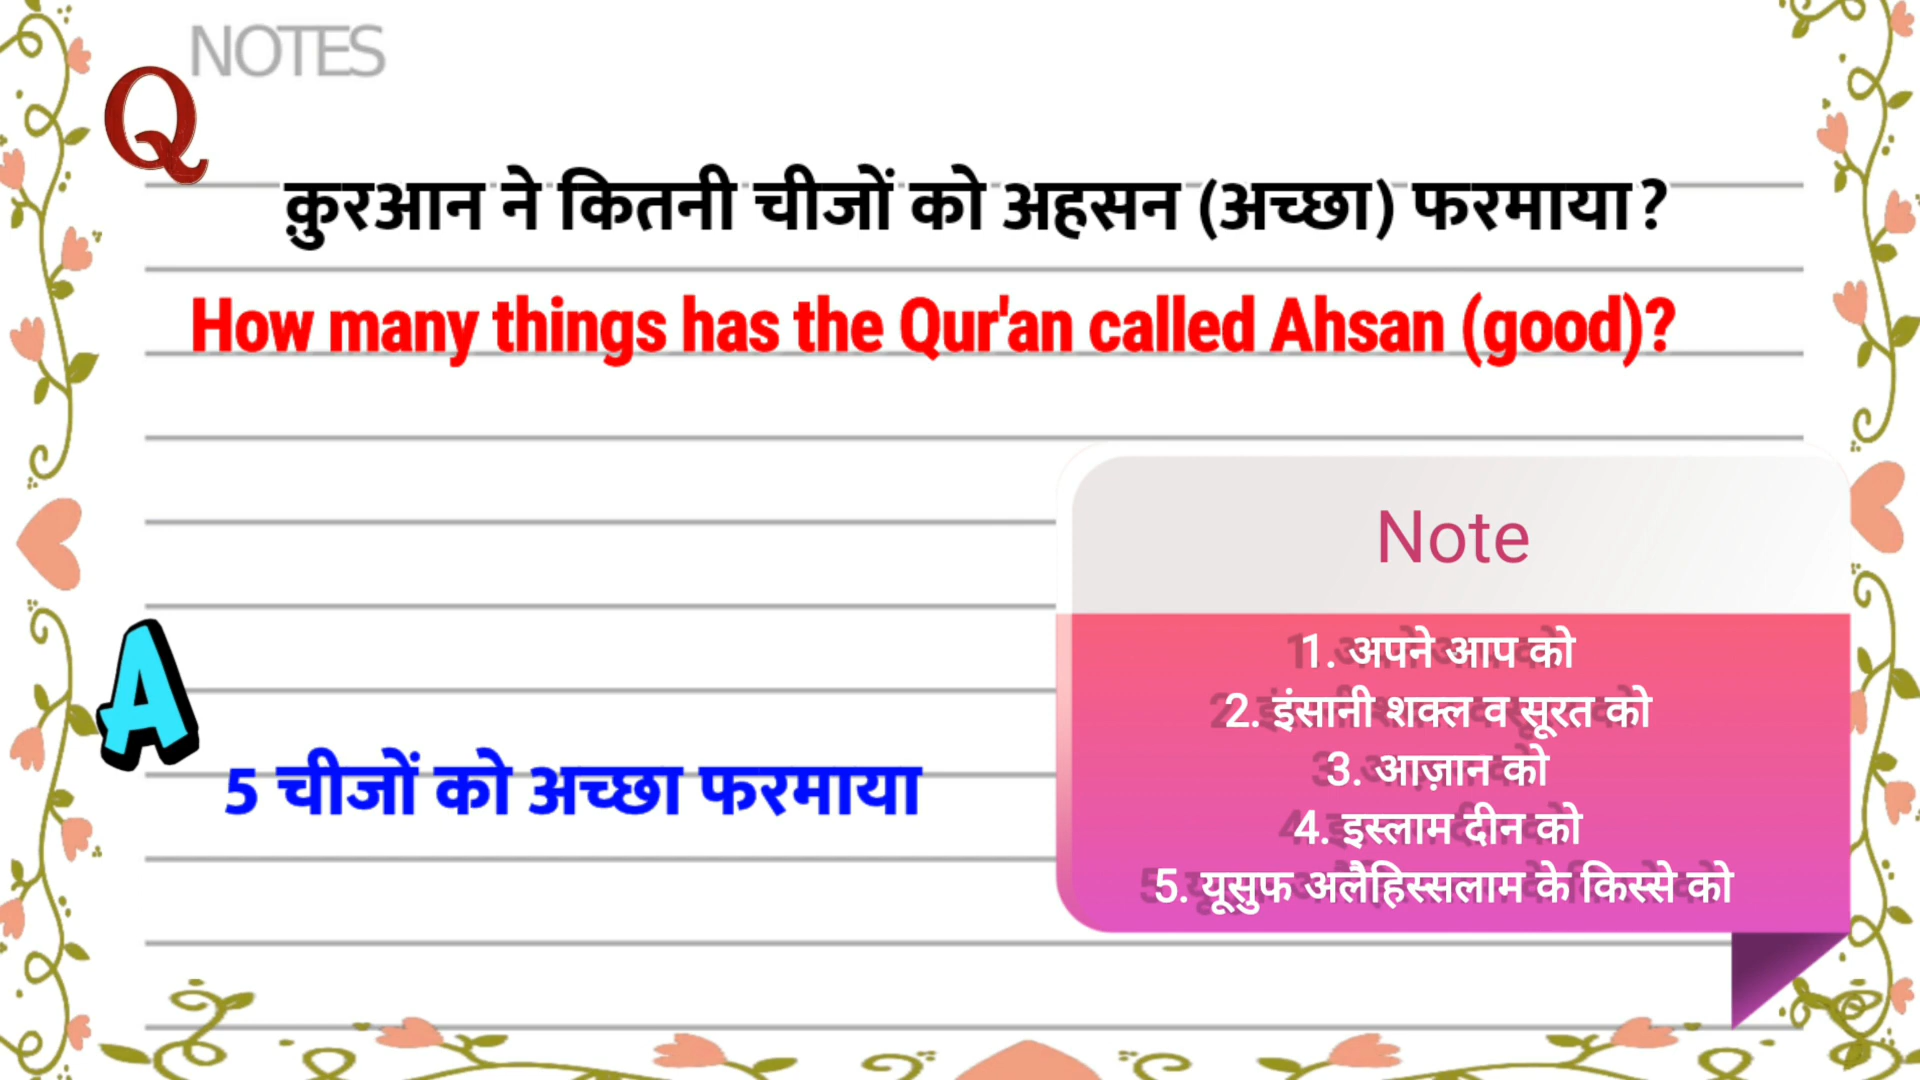 NOTES
Q
क़ुरआन ने कितनी चीजों को अहसन (अच्छा) फरमाया?
How many things has the Qur'an called Ahsan (good)?
Note
1. अपने आप को
2. इंसानी शक्ल व सूरत को
3. आज़ान को
4. इस्लाम दीन को
5. यूसुफ अलैहिस्सलाम के किस्से को
A
5 चीजों को अच्छा फरमाया